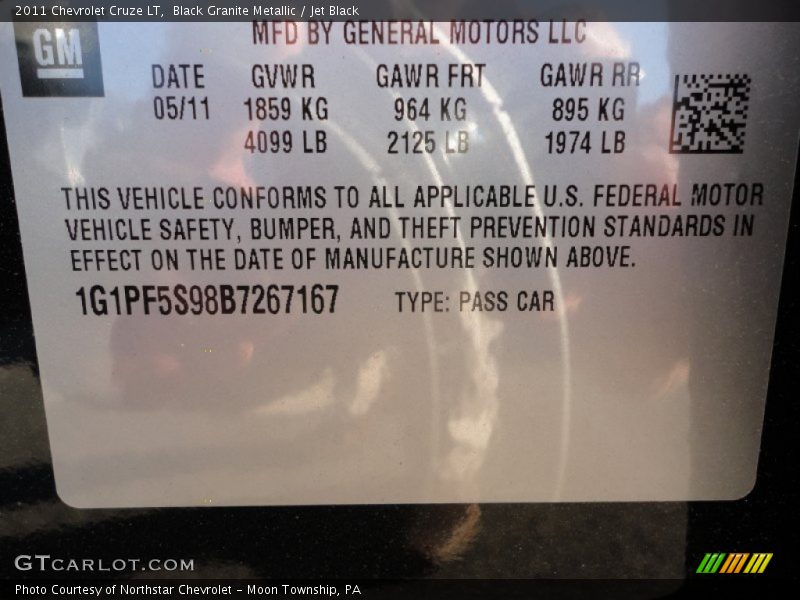 2011 Chevrolet Cruze LT, Black Granite Metallic / Jet Black
MFD BY GENERAL MOTORS LLC
GM
DATE GVWR GAWR FRT GAWR RR
05/11 1859 KG 964 KG 895 KG
4099 LB 2125 LB 1974 LB
THIS VEHICLE CONFORMS TO ALL APPLICABLE U.S. FEDERAL MOTOR
VEHICLE SAFETY, BUMPER, AND THEFT PREVENTION STANDARDS IN
EFFECT ON THE DATE OF MANUFACTURE SHOWN ABOVE.
1G1PF5S98B7267167 TYPE: PASS CAR
GTCARLOT.COM
Photo Courtesy of Northstar Chevrolet - Moon Township, PA